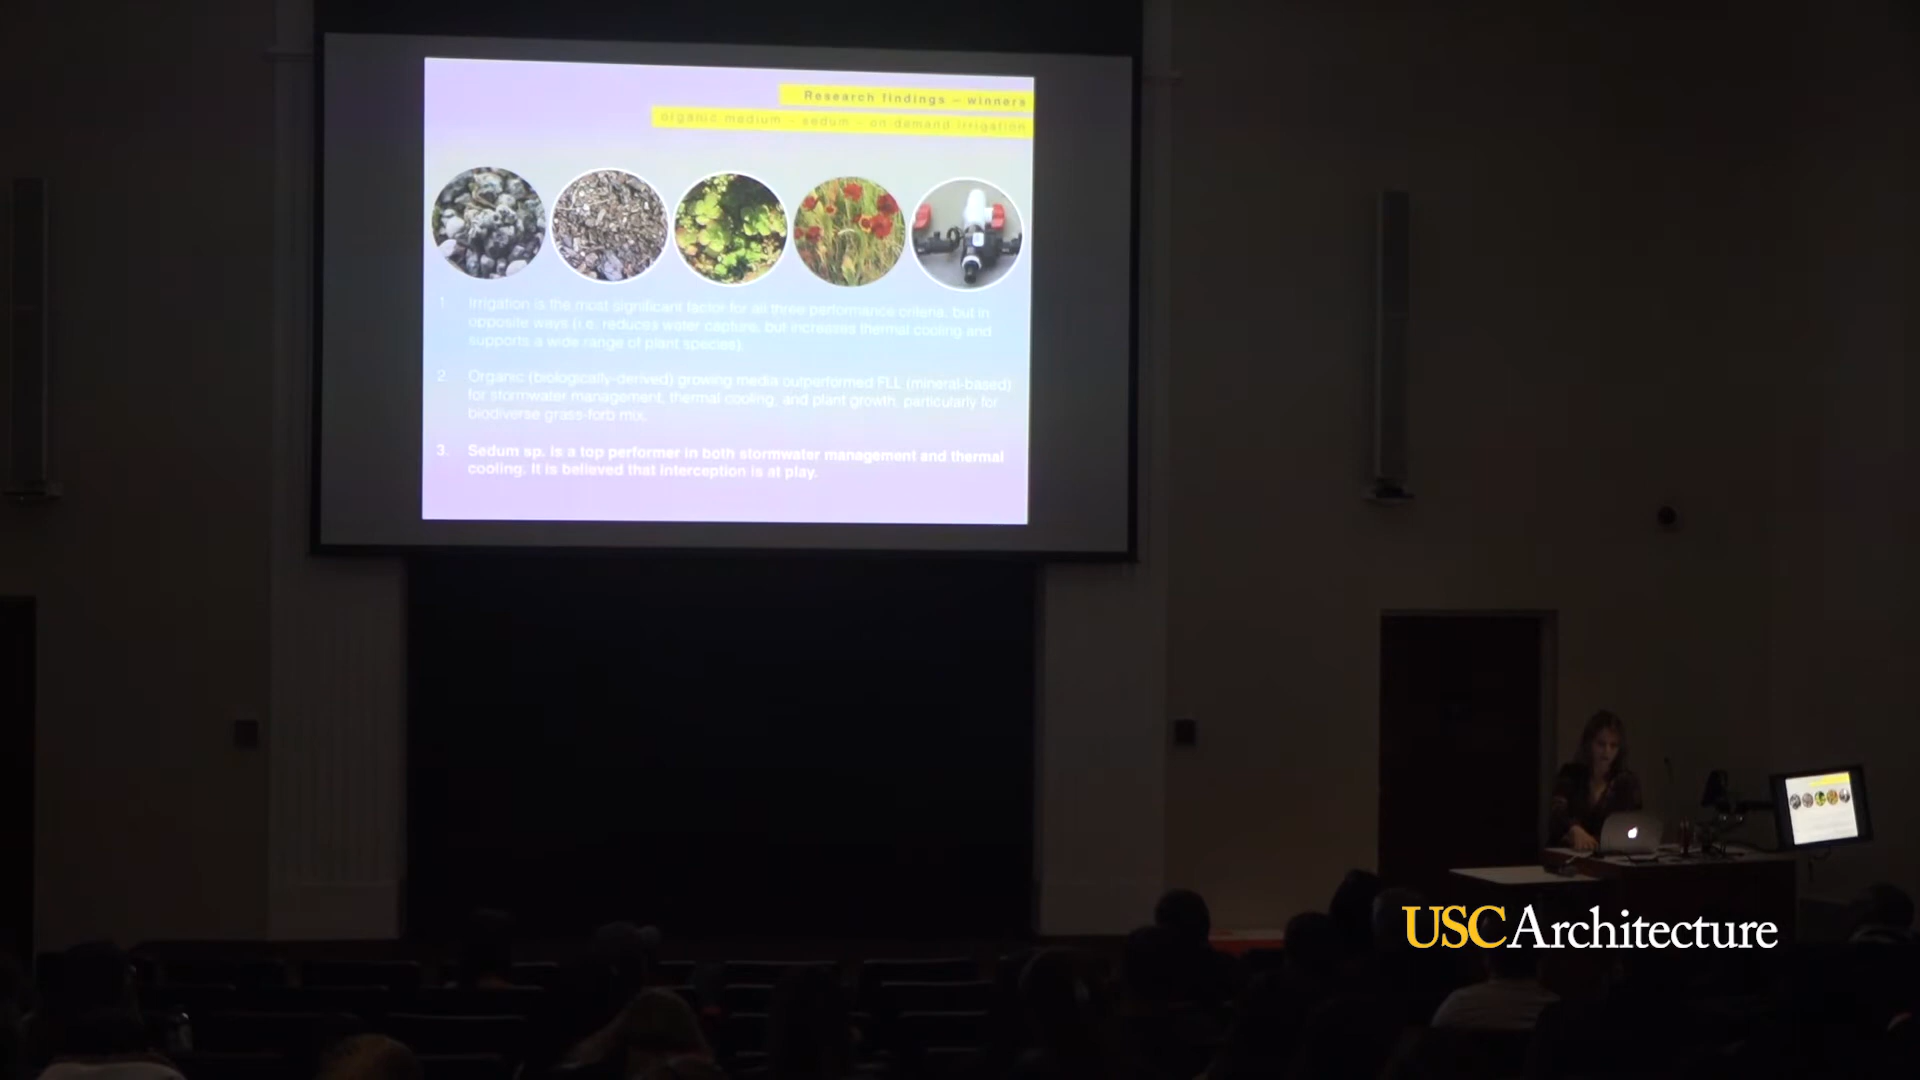 Research findings – winners
organic medium – sedum – on demand irrigation
1. Irrigation is the most significant factor for all three performance criteria, but in
opposite ways (i.e. reduces water capture, but increases thermal cooling and
supports a wide range of plant species).
2. Organic (biologically-derived) growing media outperformed FLL (mineral-based)
for stormwater management, thermal cooling, and plant growth, particularly for
biodiverse grass-forb mix.
3. Sedum sp. is a top performer in both stormwater management and thermal
cooling. It is believed that interception is at play.
USC Architecture